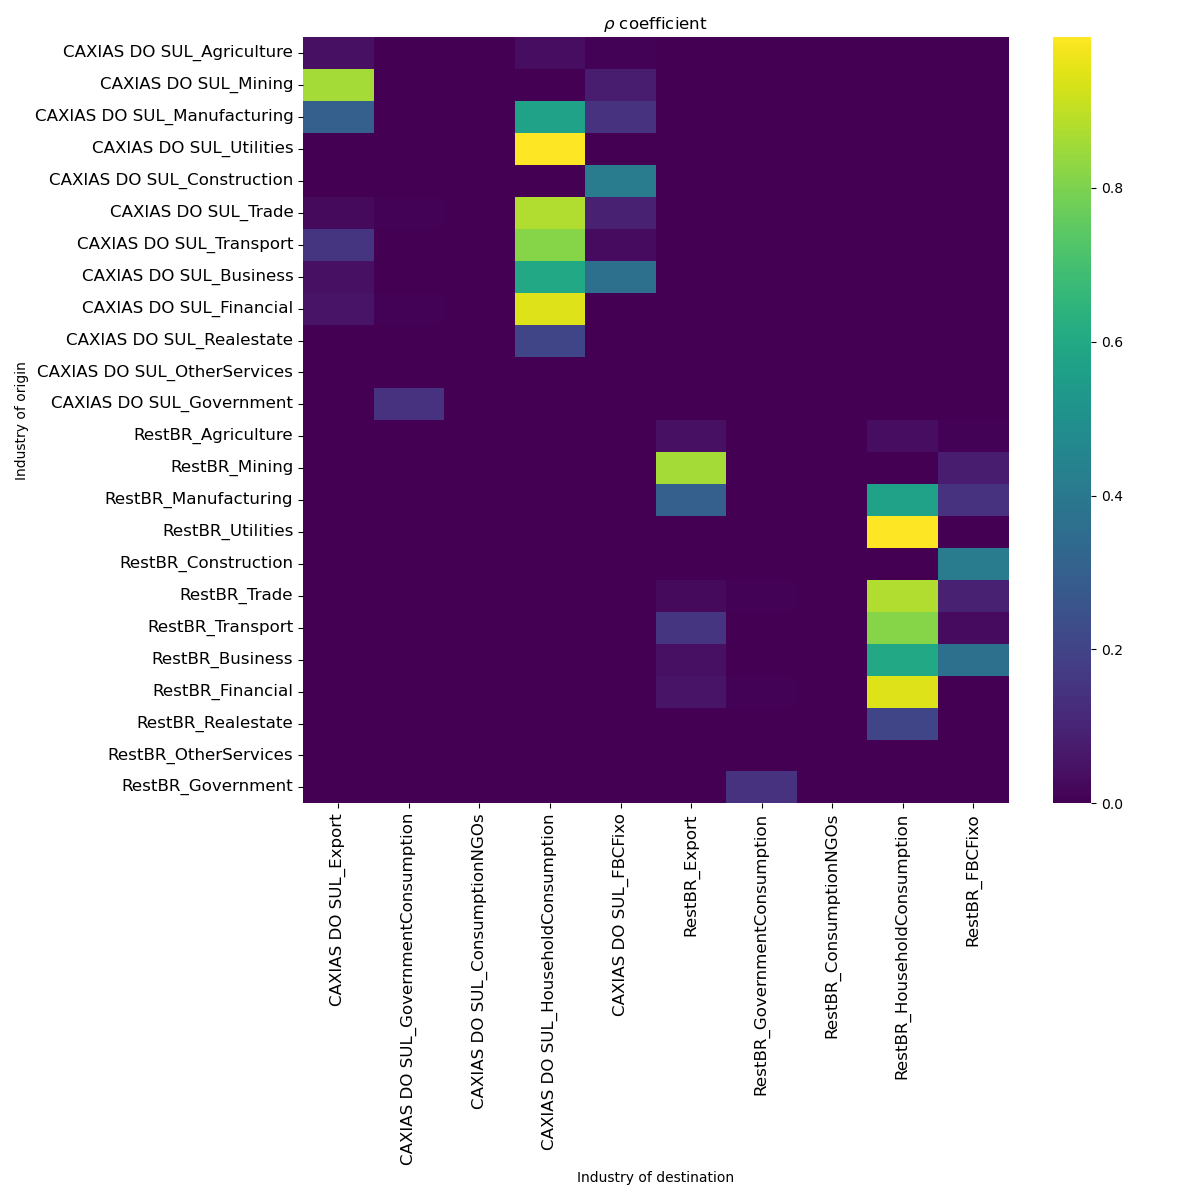 ρ coefficient
CAXIAS DO SUL_Agriculture
CAXIAS DO SUL_Mining
CAXIAS DO SUL_Manufacturing
CAXIAS DO SUL_Utilities
CAXIAS DO SUL_Construction
CAXIAS DO SUL_Trade
CAXIAS DO SUL_Transport
CAXIAS DO SUL_Business
CAXIAS DO SUL_Financial
CAXIAS DO SUL_Realestate
CAXIAS DO SUL_OtherServices
CAXIAS DO SUL_Government
RestBR_Agriculture
RestBR_Mining
RestBR_Manufacturing
RestBR_Utilities
RestBR_Construction
RestBR_Trade
RestBR_Transport
RestBR_Business
RestBR_Financial
RestBR_Realestate
RestBR_OtherServices
RestBR_Government
Industry of origin
CAXIAS DO SUL_Export
CAXIAS DO SUL_GovernmentConsumption
CAXIAS DO SUL_ConsumptionNGOs
CAXIAS DO SUL_HouseholdConsumption
CAXIAS DO SUL_FBCFixo
RestBR_Export
RestBR_GovernmentConsumption
RestBR_ConsumptionNGOs
RestBR_HouseholdConsumption
RestBR_FBCFixo
Industry of destination
0.8
0.6
0.4
0.2
0.0